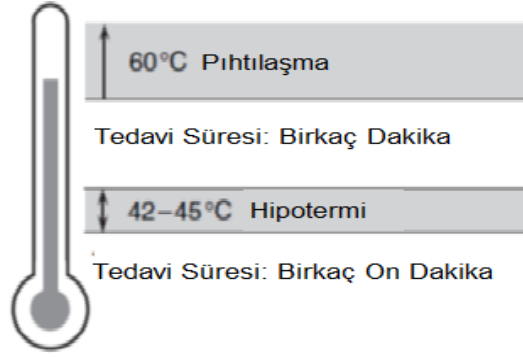 60°C Pıhtılaşma
Tedavi Süresi: Birkaç Dakika
42–45°C Hipotermi
Tedavi Süresi: Birkaç On Dakika